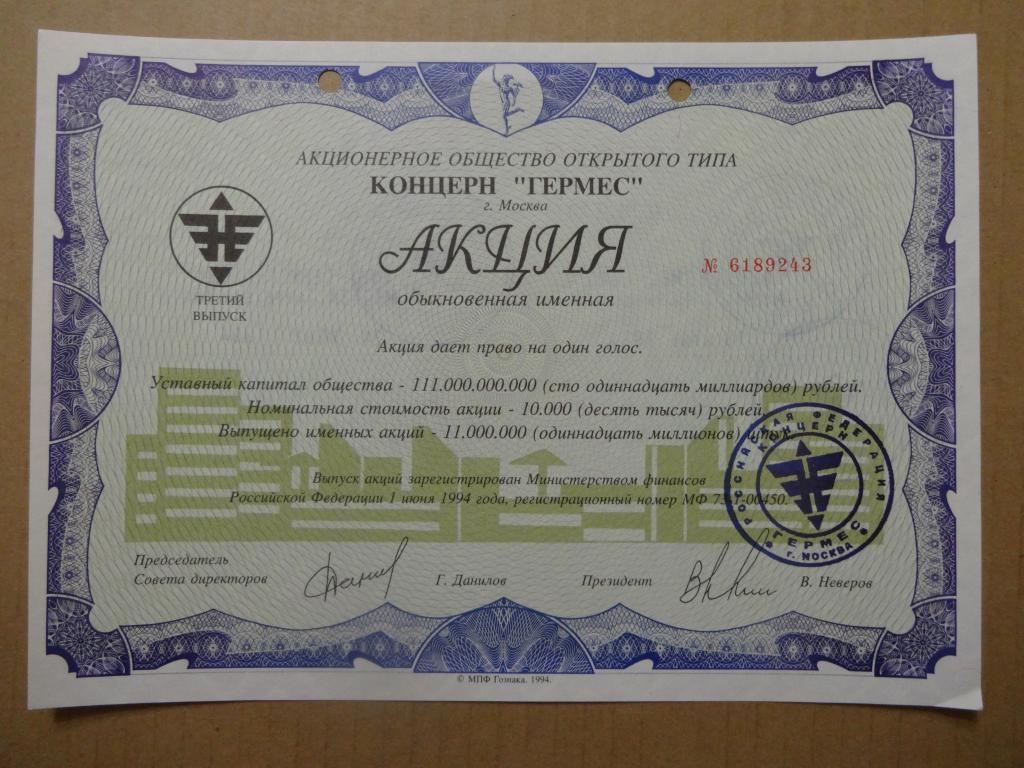 АКЦИОНЕРНОЕ ОБЩЕСТВО ОТКРЫТОГО ТИПА
КОНЦЕРН "ГЕРМЕС"
г. Москва
АКЦИЯ
№ 6189243
обыкновенная именная
ТРЕТИЙ
ВЫПУСК
Акция дает право на один голос.
Уставный капитал общества - 111.000.000.000 (сто одиннадцать миллиардов) рублей.
Номинальная стоимость акции - 10.000 (десять тысяч) рублей.
Выпущено именных акций - 11.000.000 (одиннадцать миллионов) штук.
Выпуск акций зарегистрирован Министерством финансов
Российской Федерации 1 июня 1994 года, регистрационный номер МФ 73-1-00450.
РОССИЙСКАЯ ФЕДЕРАЦИЯ
КОНЦЕРН
ГЕРМЕС
г. МОСКВА
Председатель
Совета директоров
Г. Данилов
Президент
В. Неверов
© МПФ Гознака. 1994.